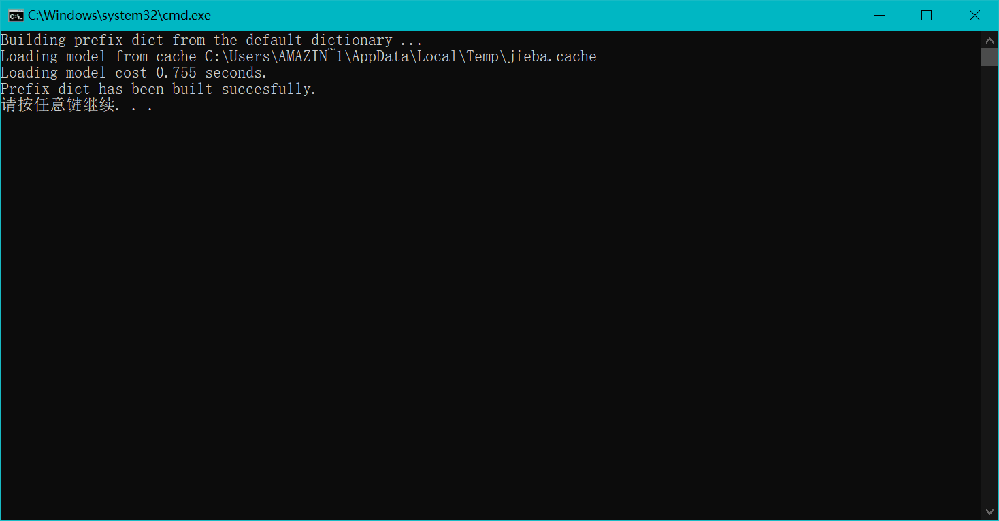 C:\Windows\system32\cmd.exe
Building prefix dict from the default dictionary ...
Loading model from cache C:\Users\AMAZIN~1\AppData\Local\Temp\jieba.cache
Loading model cost 0.755 seconds.
Prefix dict has been built succesfully.
请按任意键继续. . .